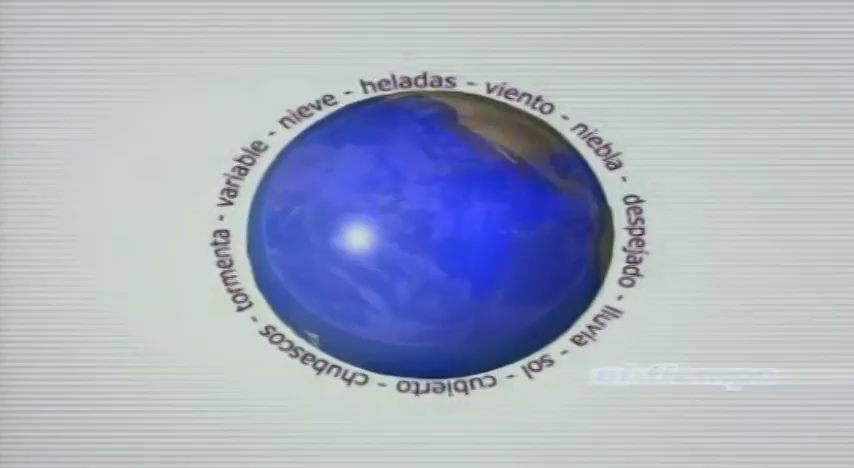 heladas - viento - niebla - despejado - lluvia - sol - cubierto - chubascos - tormenta - variable - nieve -